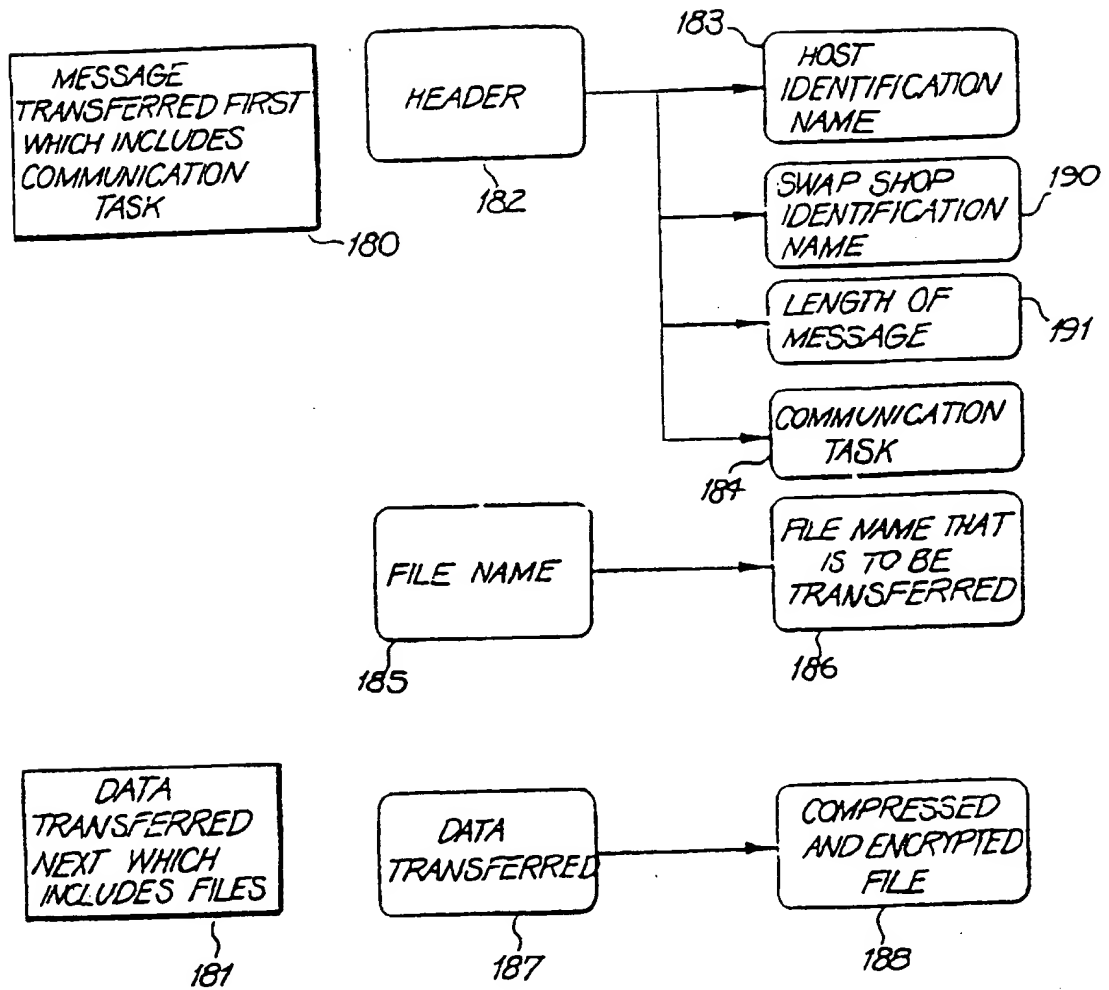 MESSAGE
TRANSFERRED FIRST
WHICH INCLUDES
COMMUNICATION
TASK
180
HEADER
182
183
HOST
IDENTIFICATION
NAME
SWAP SHOP
IDENTIFICATION
NAME
190
LENGTH OF
MESSAGE
191
COMMUNICATION
TASK
184
FILE NAME
185
FILE NAME THAT
IS TO BE
TRANSFERRED
186
DATA
TRANSFERRED
NEXT WHICH
INCLUDES FILES
181
DATA
TRANSFERRED
187
COMPRESSED
AND ENCRYPTED
FILE
188